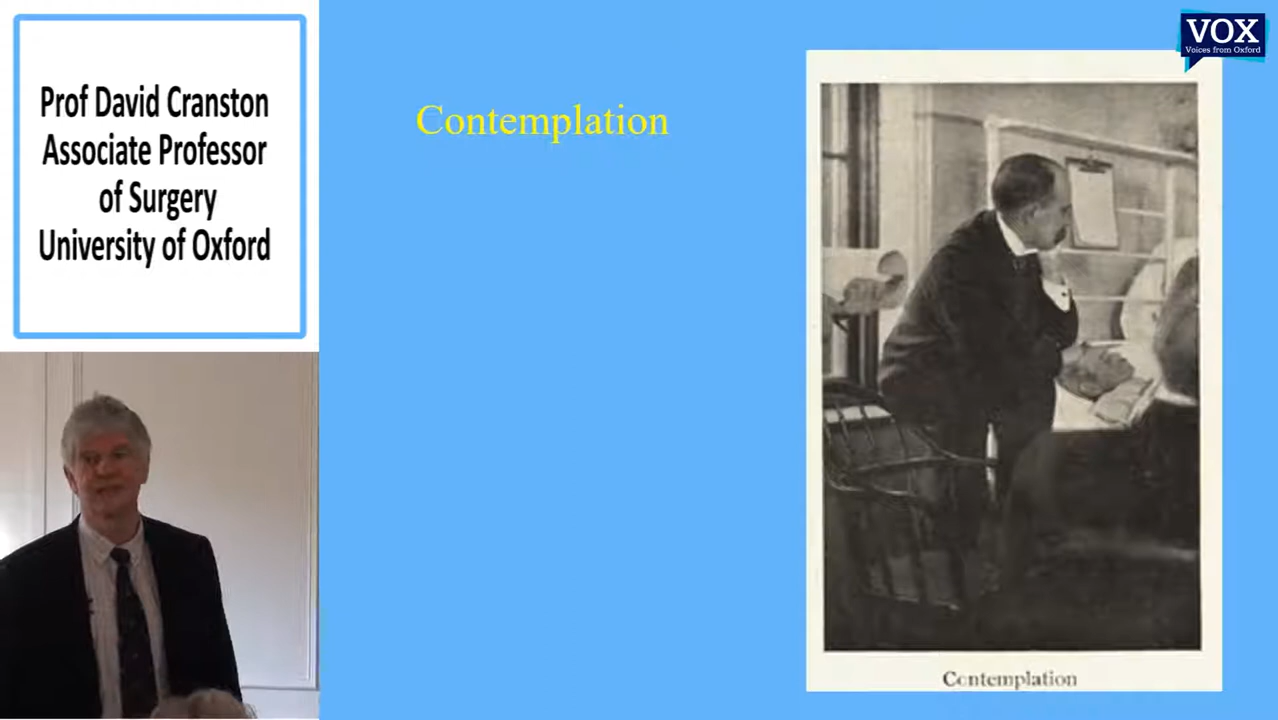 Prof David Cranston
Associate Professor
of Surgery
University of Oxford
Contemplation
VOX
Voices from Oxford
Contemplation